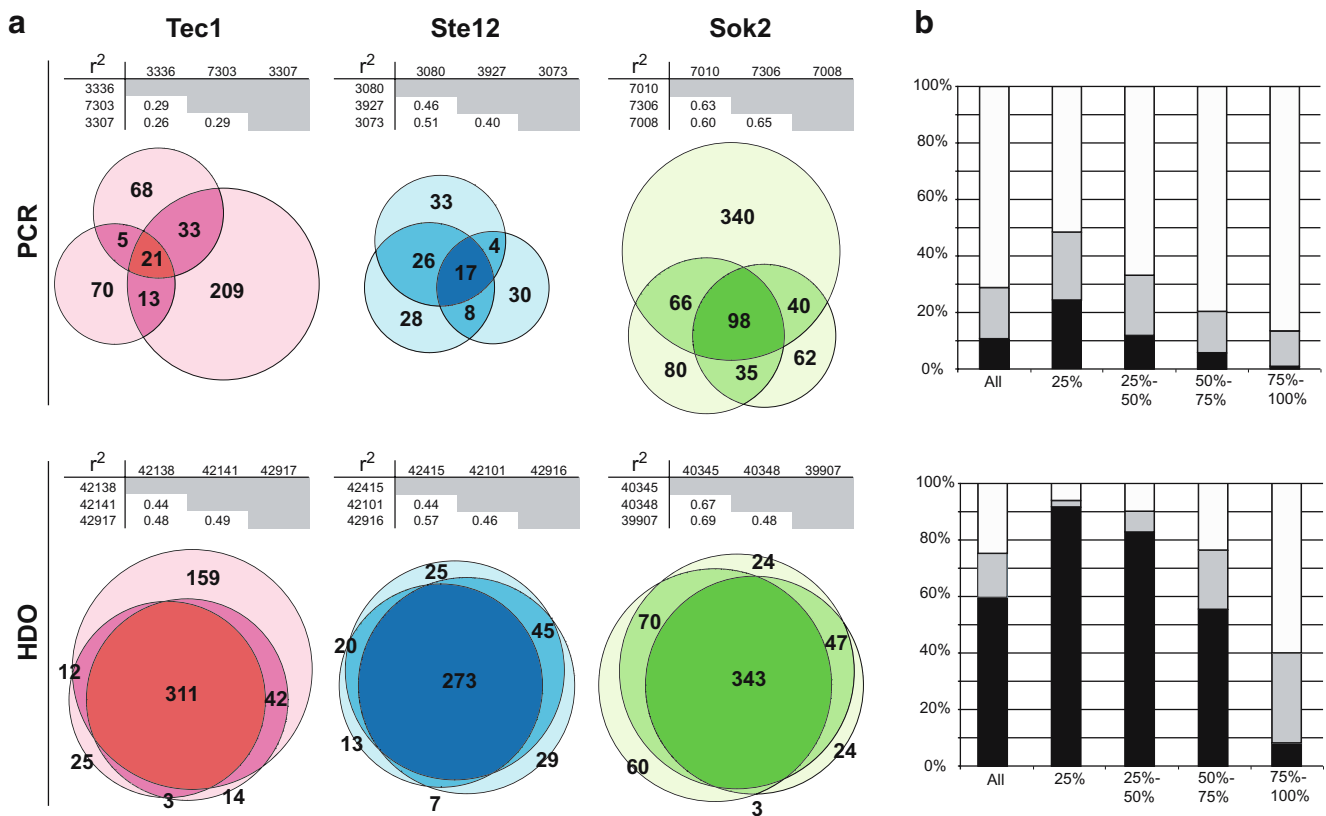 a
Tec1
Ste12
Sok2
b
PCR
r2
3336 7303 3307
3336
7303 0.29
3307 0.26 0.29
r2
3080 3927 3073
3080
3927 0.46
3073 0.51 0.40
r2
7010 7306 7008
7010
7306 0.63
7008 0.60 0.65
68
5
33
21
70
13
209
33
26
4
17
28
8
30
340
66
40
98
80
35
62
100%
80%
60%
40%
20%
0%
All
25%
25%-
50%
50%-
75%
75%-
100%
HDO
r2
42138 42141 42917
42138
42141 0.44
42917 0.48 0.49
r2
42415 42101 42916
42415
42101 0.44
42916 0.57 0.46
r2
40345 40348 39907
40345
40348 0.67
39907 0.69 0.48
159
12
311
42
25
3
14
25
20
45
273
13
29
7
24
70
47
343
60
24
3
100%
80%
60%
40%
20%
0%
All
25%
25%-
50%
50%-
75%
75%-
100%